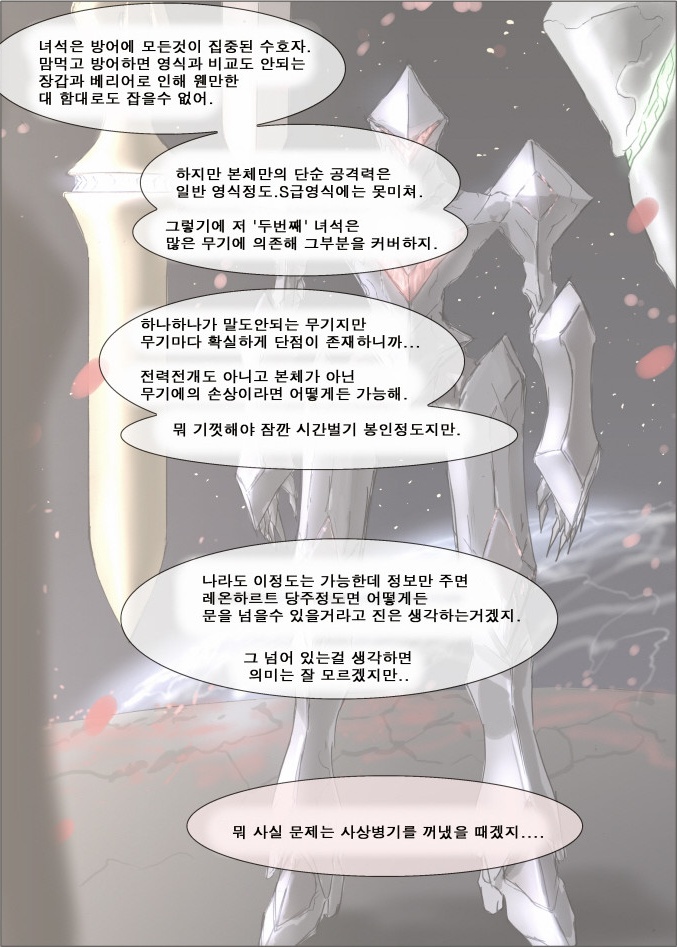 녀석은 방어에 모든것이 집중된 수호자.
맘먹고 방어하면 영식과 비교도 안되는
장갑과 베리어로 인해 웬만한
대 함대로도 잡을수 없어.
하지만 본체만의 단순 공격력은
일반 영식정도.S급영식에는 못미쳐.
그렇기에 저 '두번째' 녀석은
많은 무기에 의존해 그부분을 커버하지.
하나하나가 말도안되는 무기지만
무기마다 확실하게 단점이 존재하니까...
전력전개도 아니고 본체가 아닌
무기에의 손상이라면 어떻게든 가능해.
뭐 기껏해야 잠깐 시간벌기 봉인정도지만.
나라도 이정도는 가능한데 정보만 주면
레온하르트 당주정도면 어떻게든
문을 넘을수 있을거라고 진은 생각하는거겠지.
그 넘어 있는걸 생각하면
의미는 잘 모르겠지만..
뭐 사실 문제는 사상병기를 꺼냈을 때겠지....